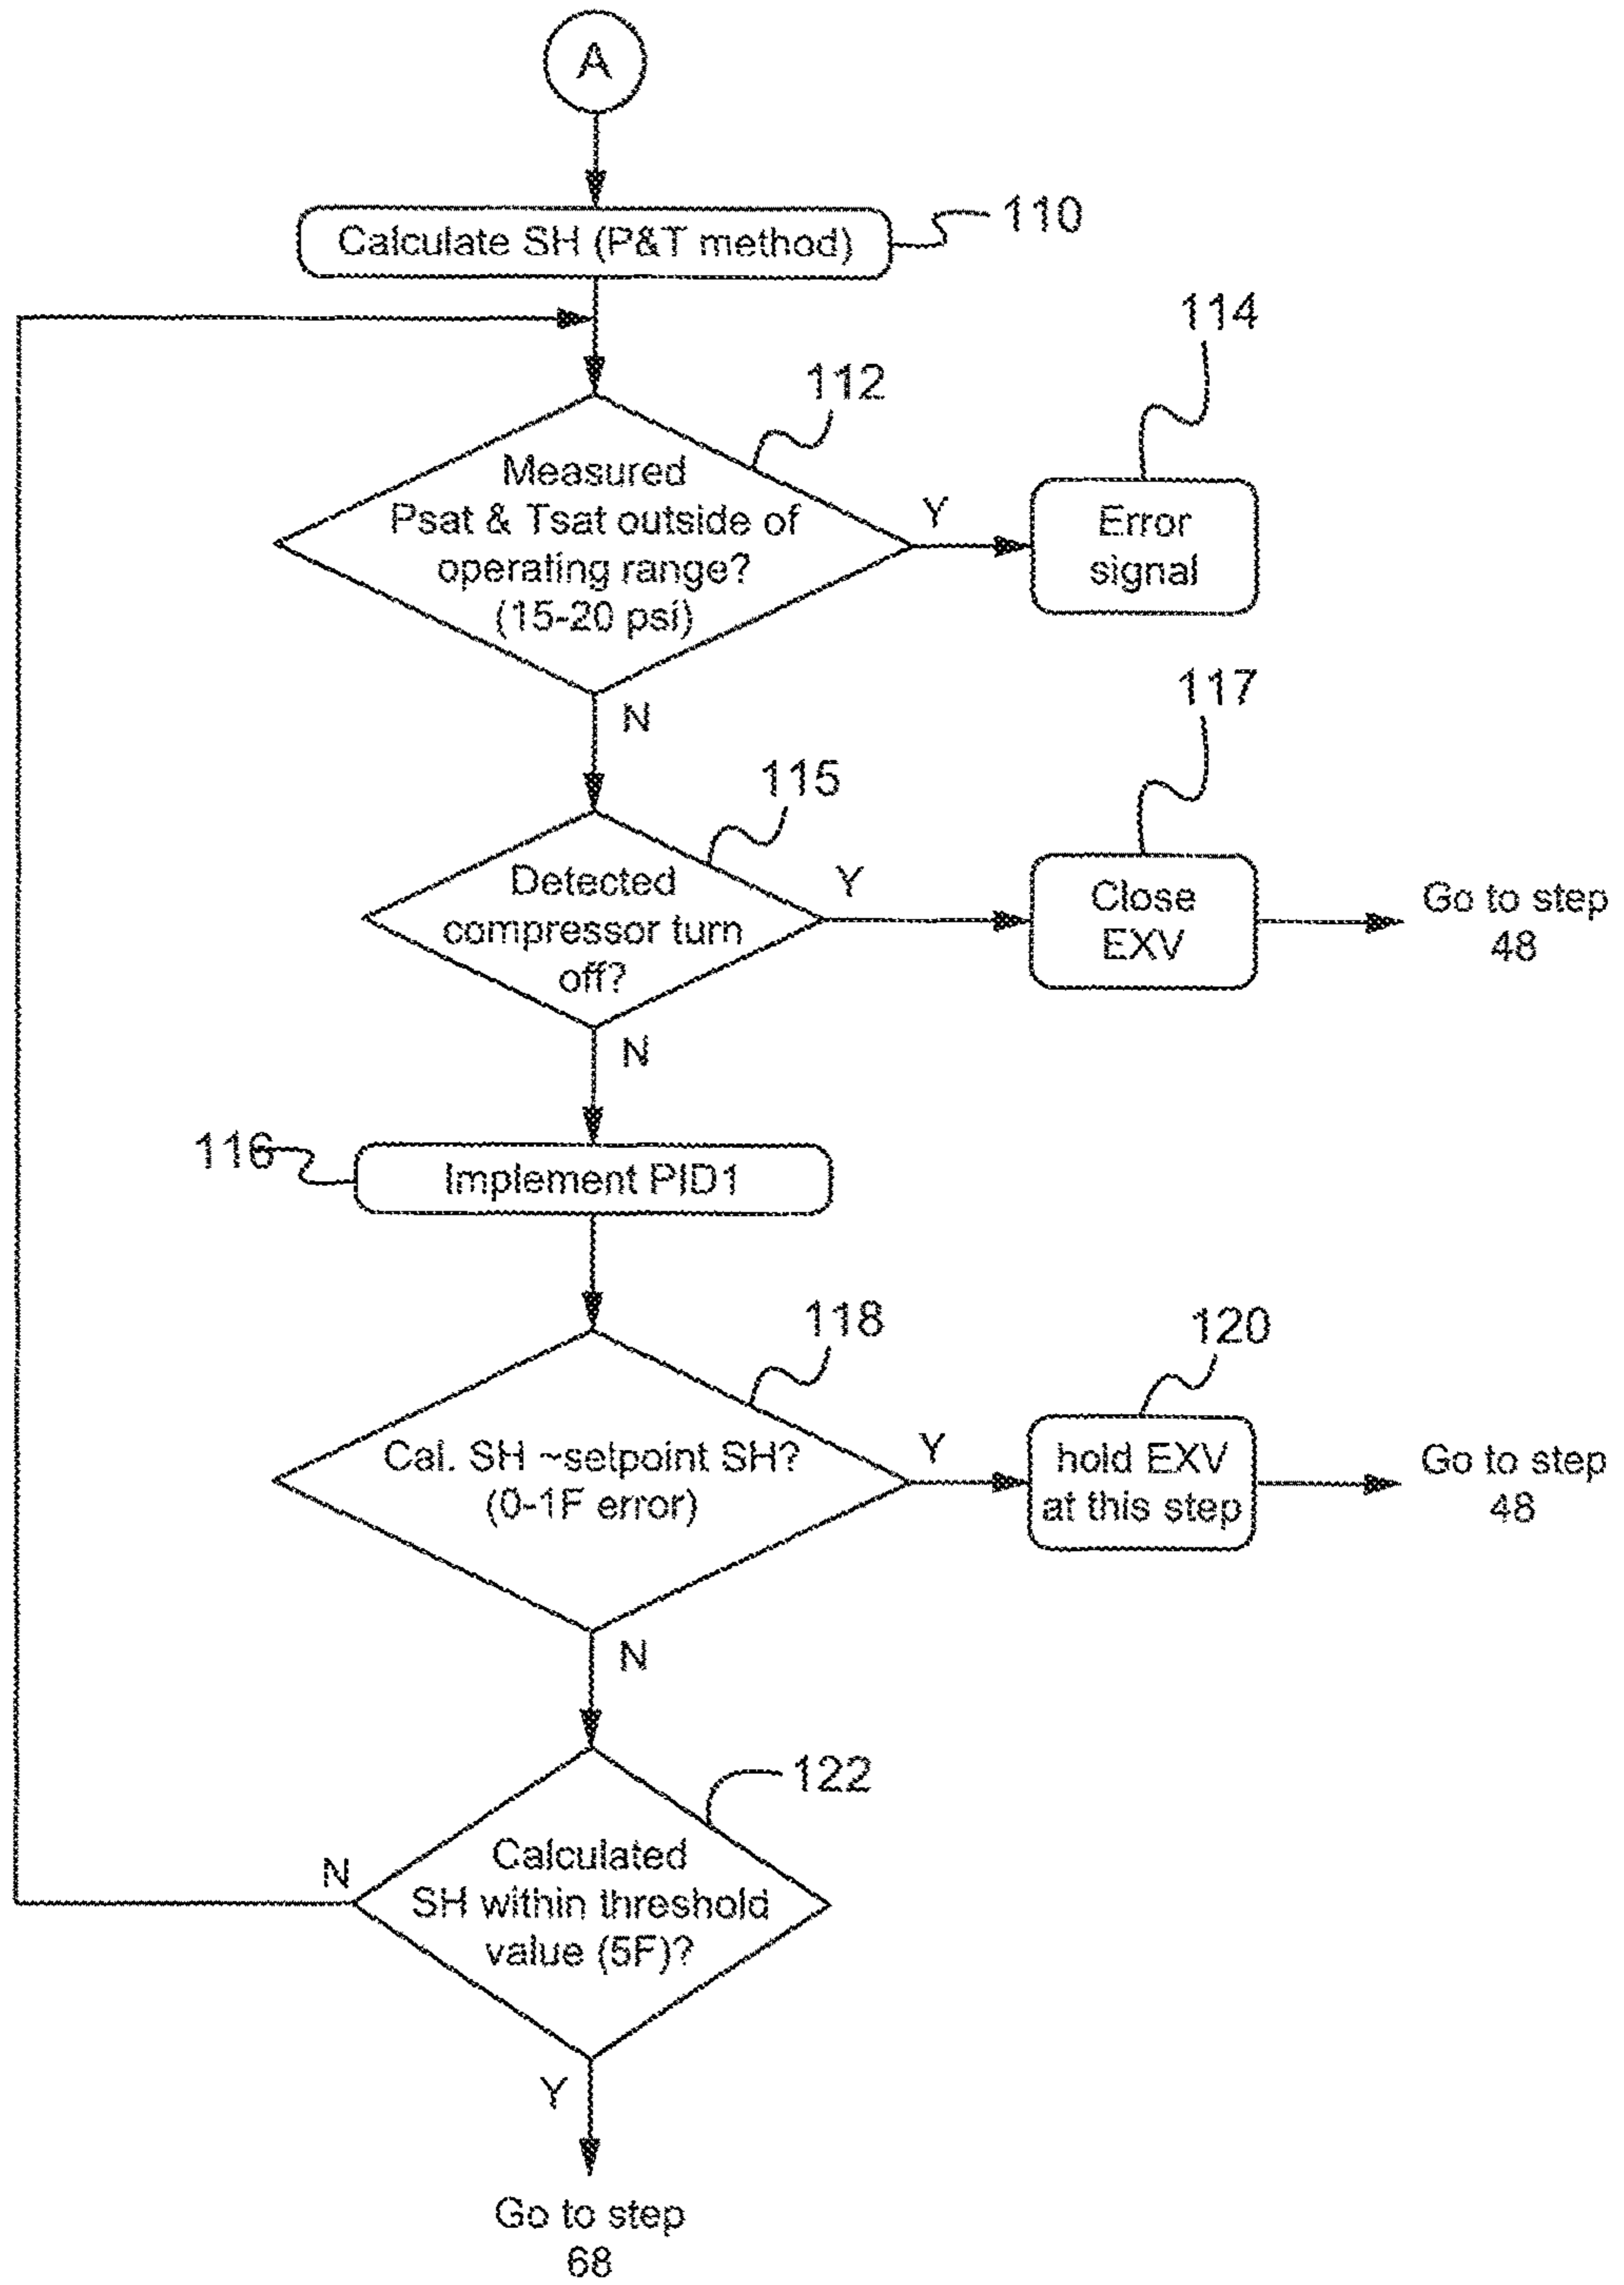 A
Calculate SH (P&T method)
110
114
112
Measured
Psat & Tsat outside of
operating range?
(15-20 psi)
Y
Error
signal
N
117
115
Detected
compressor turn
off?
Y
Close
EXV
Go to step
48
N
116
Implement PID1
118
120
Cal. SH ~setpoint SH?
(0-1F error)
Y
hold EXV
at this step
Go to step
48
N
122
Calculated
SH within threshold
value (5F)?
N
Y
Go to step
68